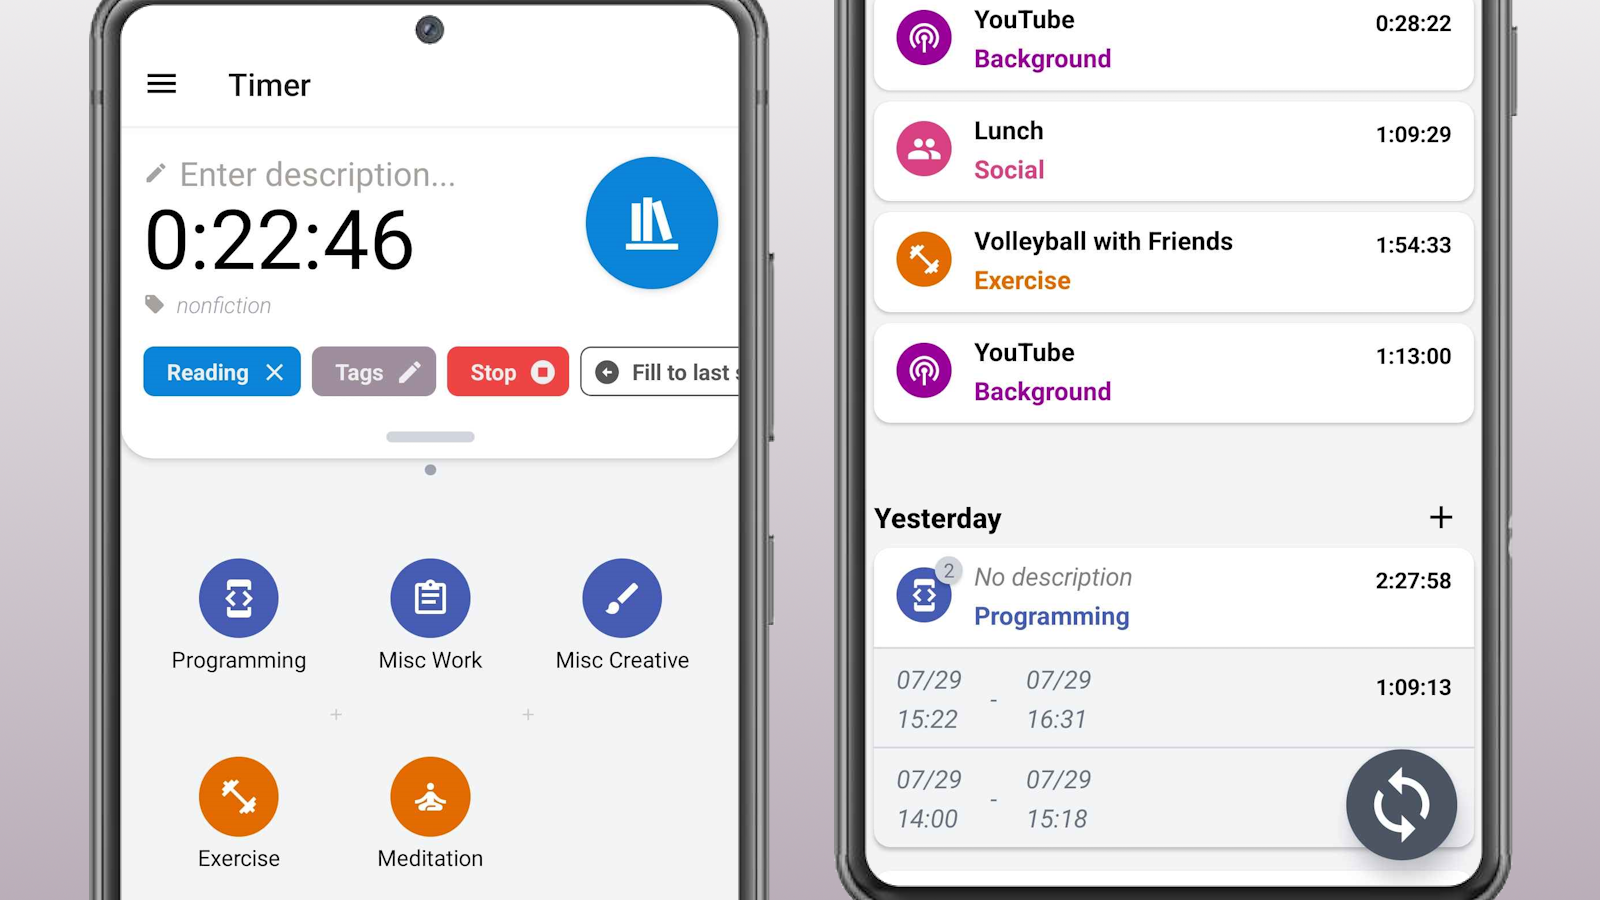 Timer
Enter description...
0:22:46
nonfiction
Reading
Tags
Stop
Fill to last
Programming
Misc Work
Misc Creative
Exercise
Meditation
YouTube
0:28:22
Background
Lunch
1:09:29
Social
Volleyball with Friends
1:54:33
Exercise
YouTube
1:13:00
Background
Yesterday
2
No description
2:27:58
Programming
07/29 - 07/29
15:22 16:31
1:09:13
07/29 - 07/29
14:00 15:18